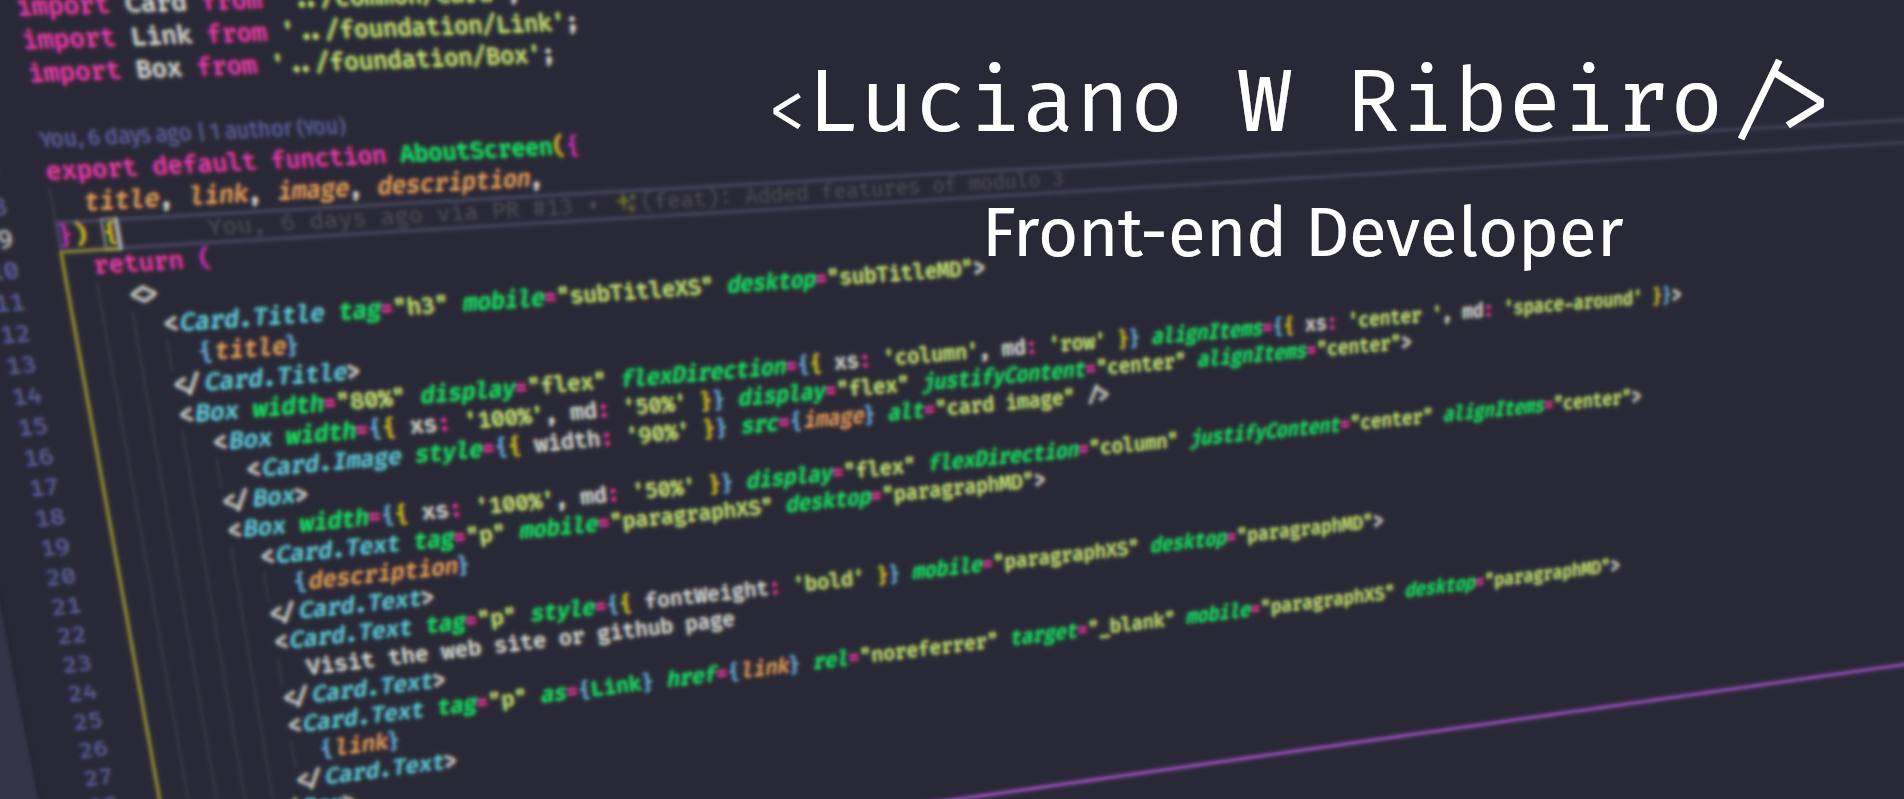 import Card from '../common/Card';
import Link from '../foundation/Link';
import Box from '../foundation/Box';
<Luciano W Ribeiro/>
Front-end Developer
You, 6 days ago | 1 author (You)
export default function AboutScreen({
8 title, link, image, description,
9 }) { You, 6 days ago via PR #13 • ✨(feat): Added features of modulo 3
10 return (
11 <>
12 <Card.Title tag="h3" mobile="subTitleXS" desktop="subTitleMD">
13 {title}
14 </Card.Title>
15 <Box width="80%" display="flex" flexDirection={{ xs: 'column', md: 'row' }} alignItems={{ xs: 'center ', md: 'space-around' }}>
16 <Box width={{ xs: '100%', md: '50%' }} display="flex" justifyContent="center" alignItems="center">
17 <Card.Image style={{ width: '90%' }} src={image} alt="card image" />
18 </Box>
19 <Box width={{ xs: '100%', md: '50%' }} display="flex" flexDirection="column" justifyContent="center" alignItems="center">
20 <Card.Text tag="p" mobile="paragraphXS" desktop="paragraphMD">
21 {description}
22 </Card.Text>
23 <Card.Text tag="p" style={{ fontWeight: 'bold' }} mobile="paragraphXS" desktop="paragraphMD">
24 Visit the web site or github page
25 </Card.Text>
26 <Card.Text tag="p" as={Link} href={link} rel="noreferrer" target="_blank" mobile="paragraphXS" desktop="paragraphMD">
27 {link}
</Card.Text>